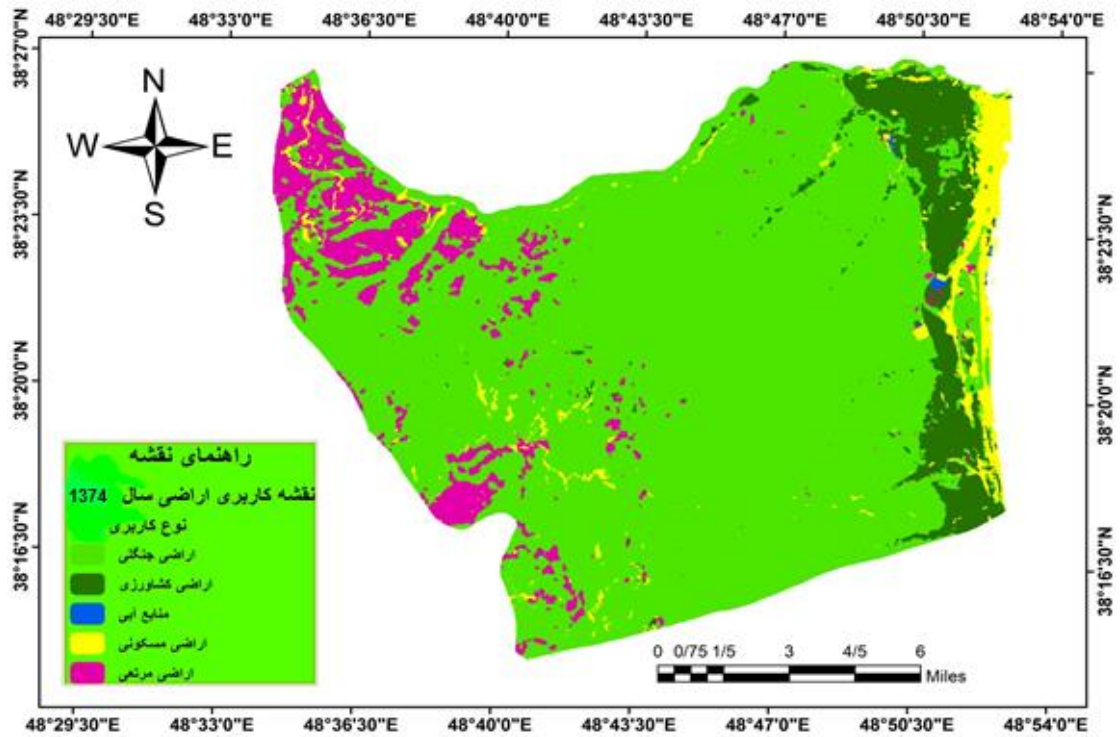 48°29'30"E 48°33'0"E 48°36'30"E 48°40'0"E 48°43'30"E 48°47'0"E 48°50'30"E 48°54'0"E
38°27'0"N
N
W E
S
38°23'30"N
38°23'30"N
38°20'0"N
38°20'0"N
38°16'30"N
38°16'30"N
راهنمای نقشه
نقشه کاربری اراضی سال 1374
نوع کاربری
اراضی جنگلی
اراضی کشاورزی
منابع ابی
اراضی مسکونی
اراضی مرتعی
0 0/75 1/5 3 4/5 6
Miles
48°29'30"E 48°33'0"E 48°36'30"E 48°40'0"E 48°43'30"E 48°47'0"E 48°50'30"E 48°54'0"E